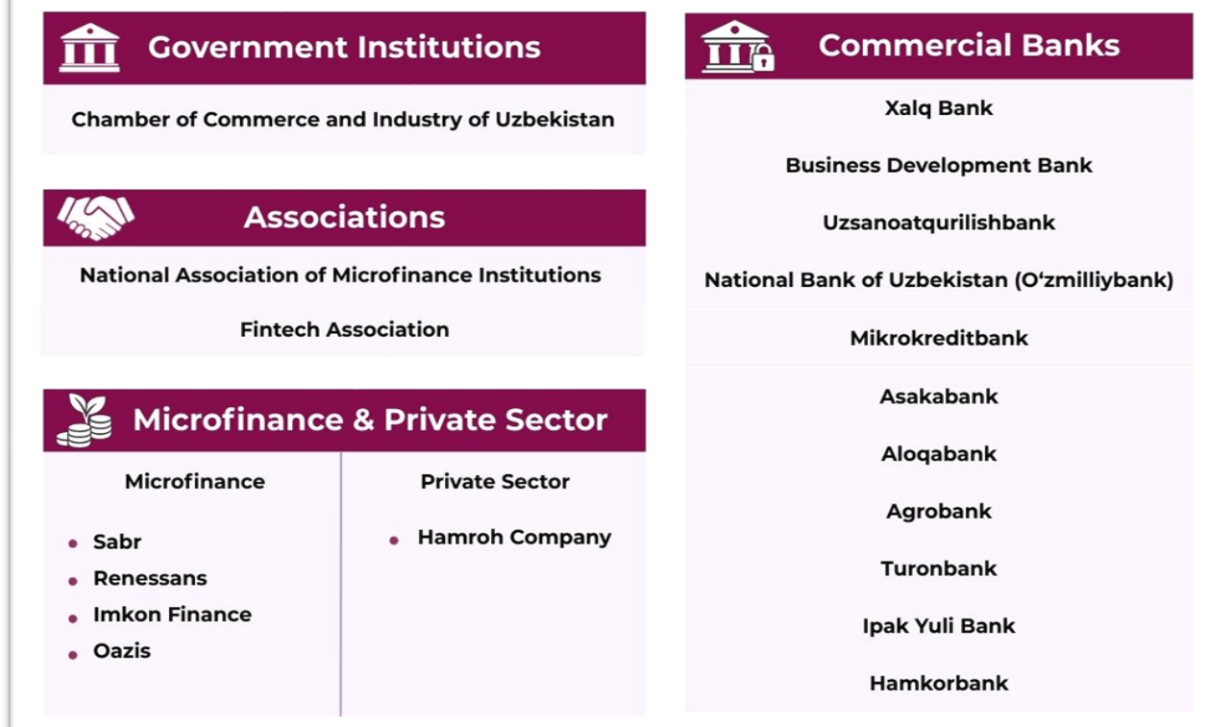 Government Institutions
Chamber of Commerce and Industry of Uzbekistan
Associations
National Association of Microfinance Institutions
Fintech Association
Microfinance & Private Sector
Microfinance
Sabr
Renessans
Imkon Finance
Oazis
Private Sector
Hamroh Company
Commercial Banks
Xalq Bank
Business Development Bank
Uzsanoatqurilishbank
National Bank of Uzbekistan (Oʻzmilliybank)
Mikrokreditbank
Asakabank
Aloqabank
Agrobank
Turonbank
Ipak Yuli Bank
Hamkorbank